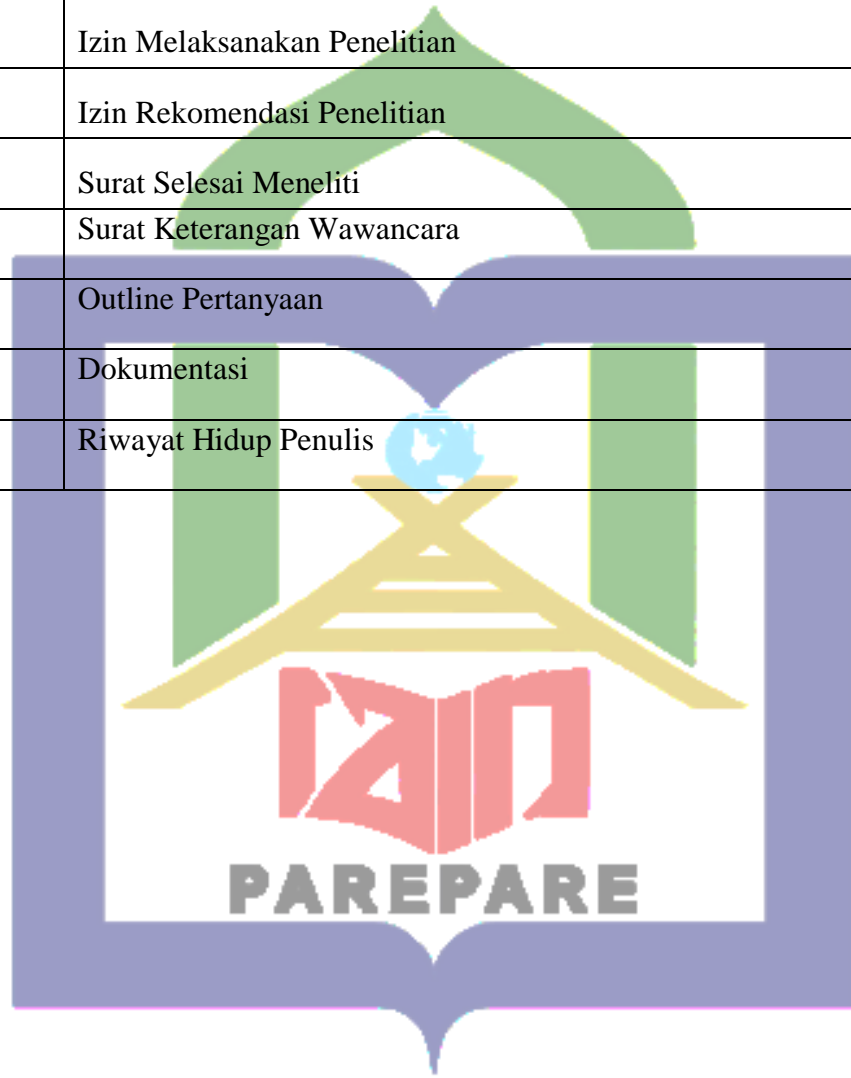 Izin Melaksanakan Penelitian
Izin Rekomendasi Penelitian
Surat Selesai Meneliti
Surat Keterangan Wawancara
Outline Pertanyaan
Dokumentasi
Riwayat Hidup Penulis
iain
PAREPARE